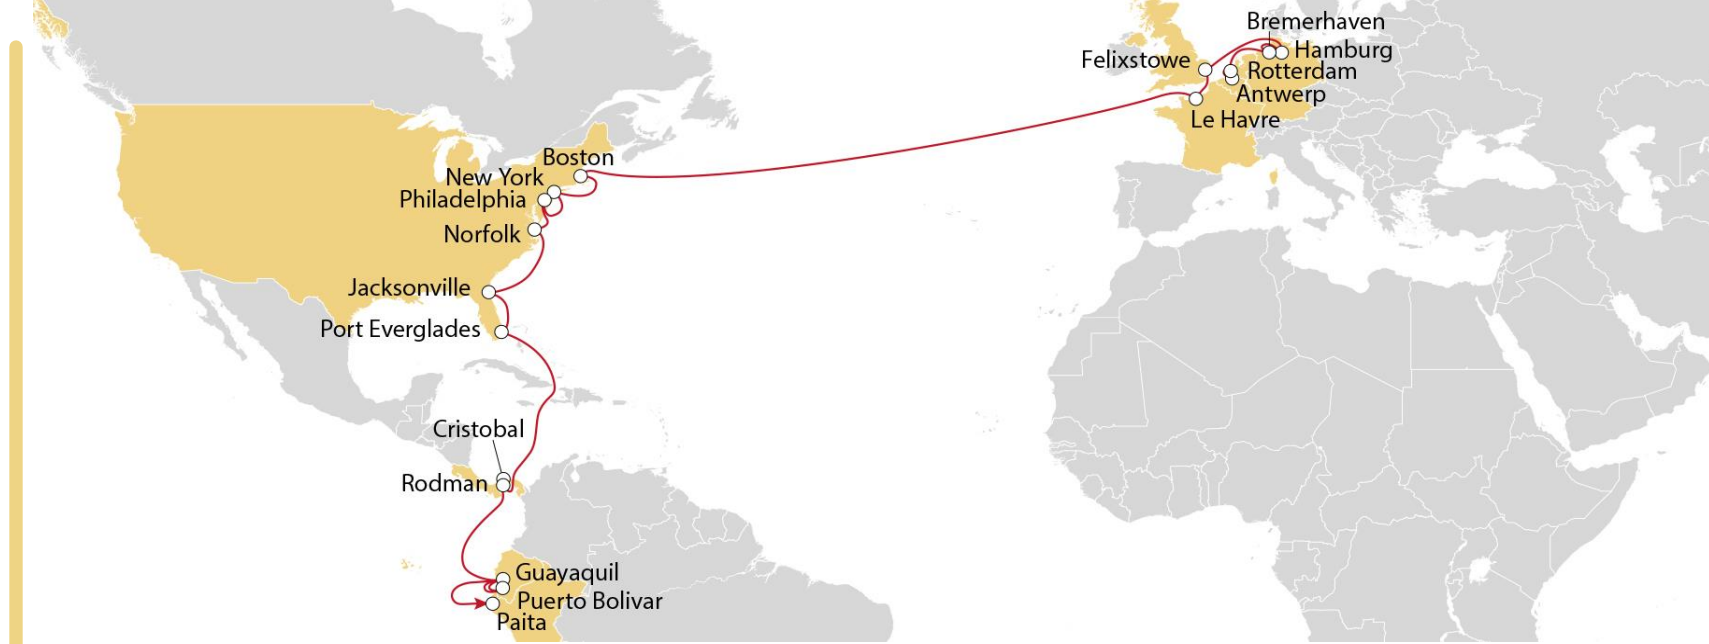 Bremerhaven
Hamburg
Felixstowe
Rotterdam
Antwerp
Le Havre
Boston
New York
Philadelphia
Norfolk
Jacksonville
Port Everglades
Cristobal
Rodman
Guayaquil
Puerto Bolivar
Paita